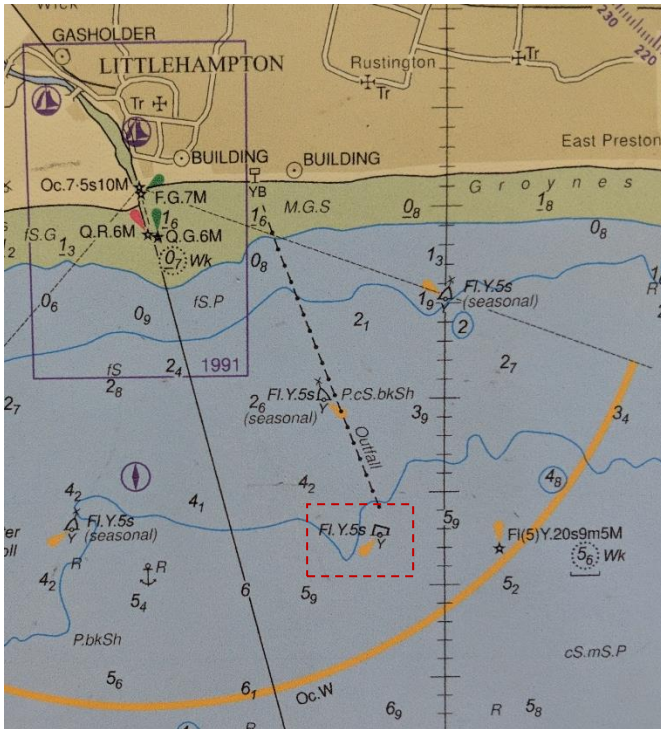 Wick
230
220
GASHOLDER
LITTLEHAMPTON
Rustington
Tr
Tr
Tr
East Preston
BUILDING
BUILDING
Oc.7·5s10M
F.G.7M
YB
Groynes
M.G.S
0₈
1₈
1₆
1₆
Q.R.6M
Q.G.6M
fS.G
1₃
0₇ Wk
0₈
1₃
fS.P
Fl.Y.5s
(seasonal)
Y
1₉
0₆
0₉
2₁
2
R
fS
2₄
1991
2₇
2₈
2₇
2₆
Fl.Y.5s
(seasonal)
Y
P.cS.bkSh
3₉
3₄
Outfall
4₂
4₁
4₂
4₈
Fl.Y.5s
(seasonal)
Y
Fl.Y.5s
Y
5₉
Fl(5)Y.20s9m5M
5₆ Wk
4₂
R
R
5₄
6
5₉
5₂
P.bkSh
cS.mS.P
5₆
6₁
Oc.W
6₉
R
5₈
R